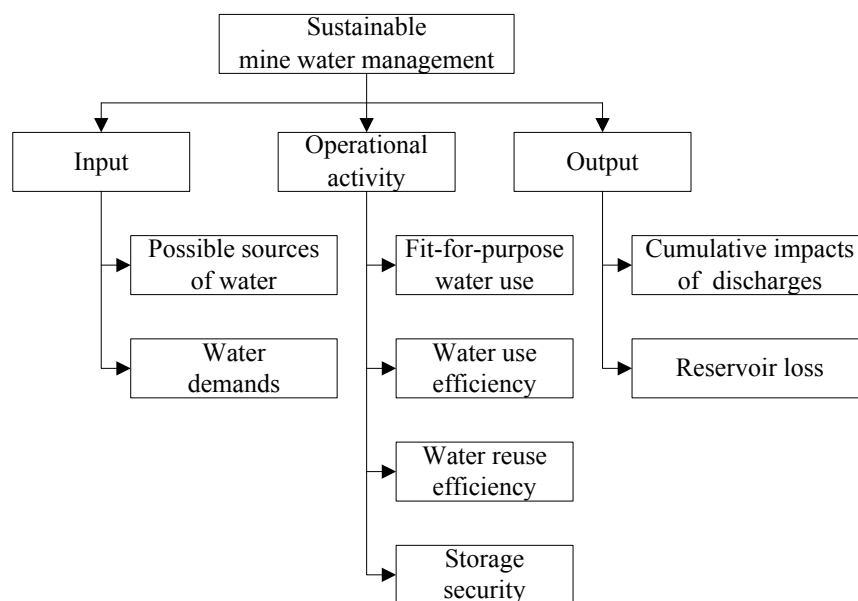 Sustainable
mine water management
Input
Operational
activity
Output
Possible sources
of water
Water
demands
Fit-for-purpose
water use
Water use
efficiency
Water reuse
efficiency
Storage
security
Cumulative impacts
of discharges
Reservoir loss